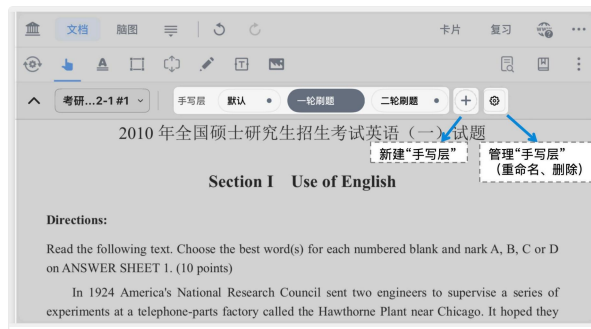 文档 脑图 卡片 复习
考研...2-1 #1 手写层 默认 一轮刷题 二轮刷题
2010 年全国硕士研究生招生考试英语（一）试题
新建“手写层” 管理“手写层”
（重命名、删除）
Section I Use of English
Directions:
Read the following text. Choose the best word(s) for each numbered blank and nark A, B, C or D
on ANSWER SHEET 1. (10 points)
In 1924 America's National Research Council sent two engineers to supervise a series of
experiments at a telephone-parts factory called the Hawthorne Plant near Chicago. It hoped they